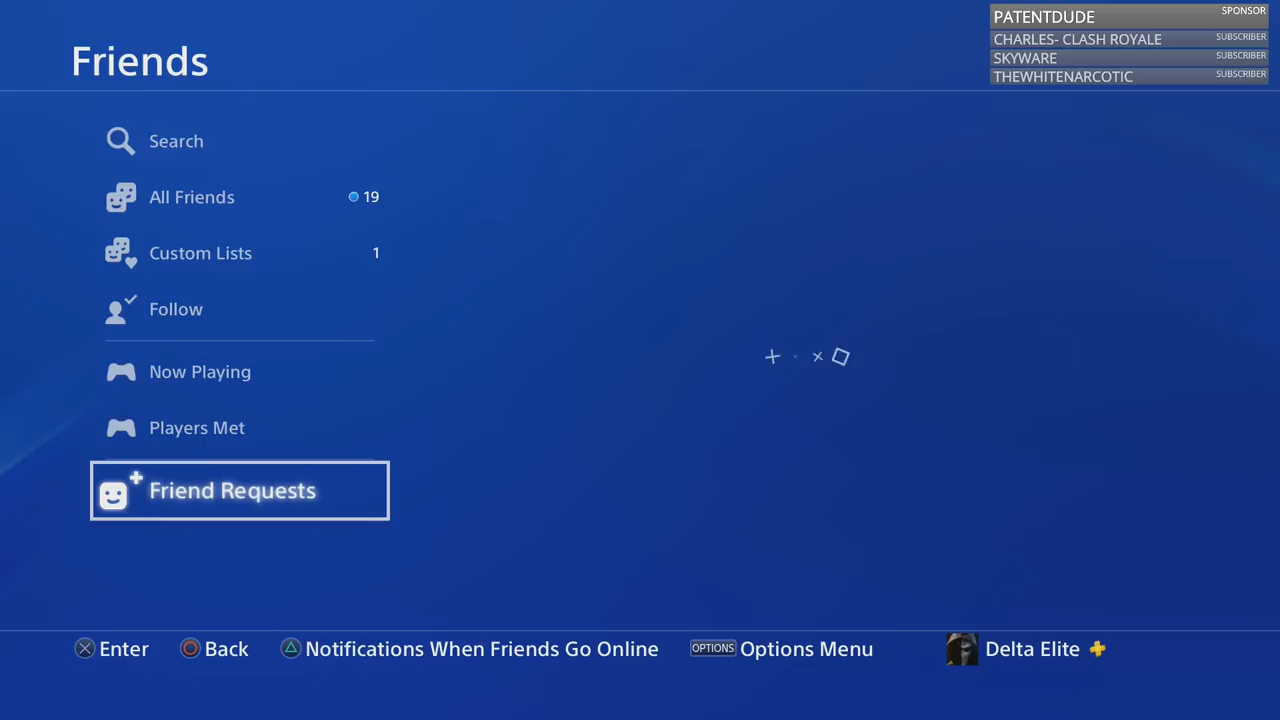 PATENTDUDE SPONSOR
CHARLES- CLASH ROYALE SUBSCRIBER
SKYWARE SUBSCRIBER
THEWHITENARCOTIC SUBSCRIBER
Friends
Search
All Friends 19
Custom Lists 1
Follow
Now Playing
Players Met
Friend Requests
Enter Back Notifications When Friends Go Online OPTIONS Options Menu Delta Elite